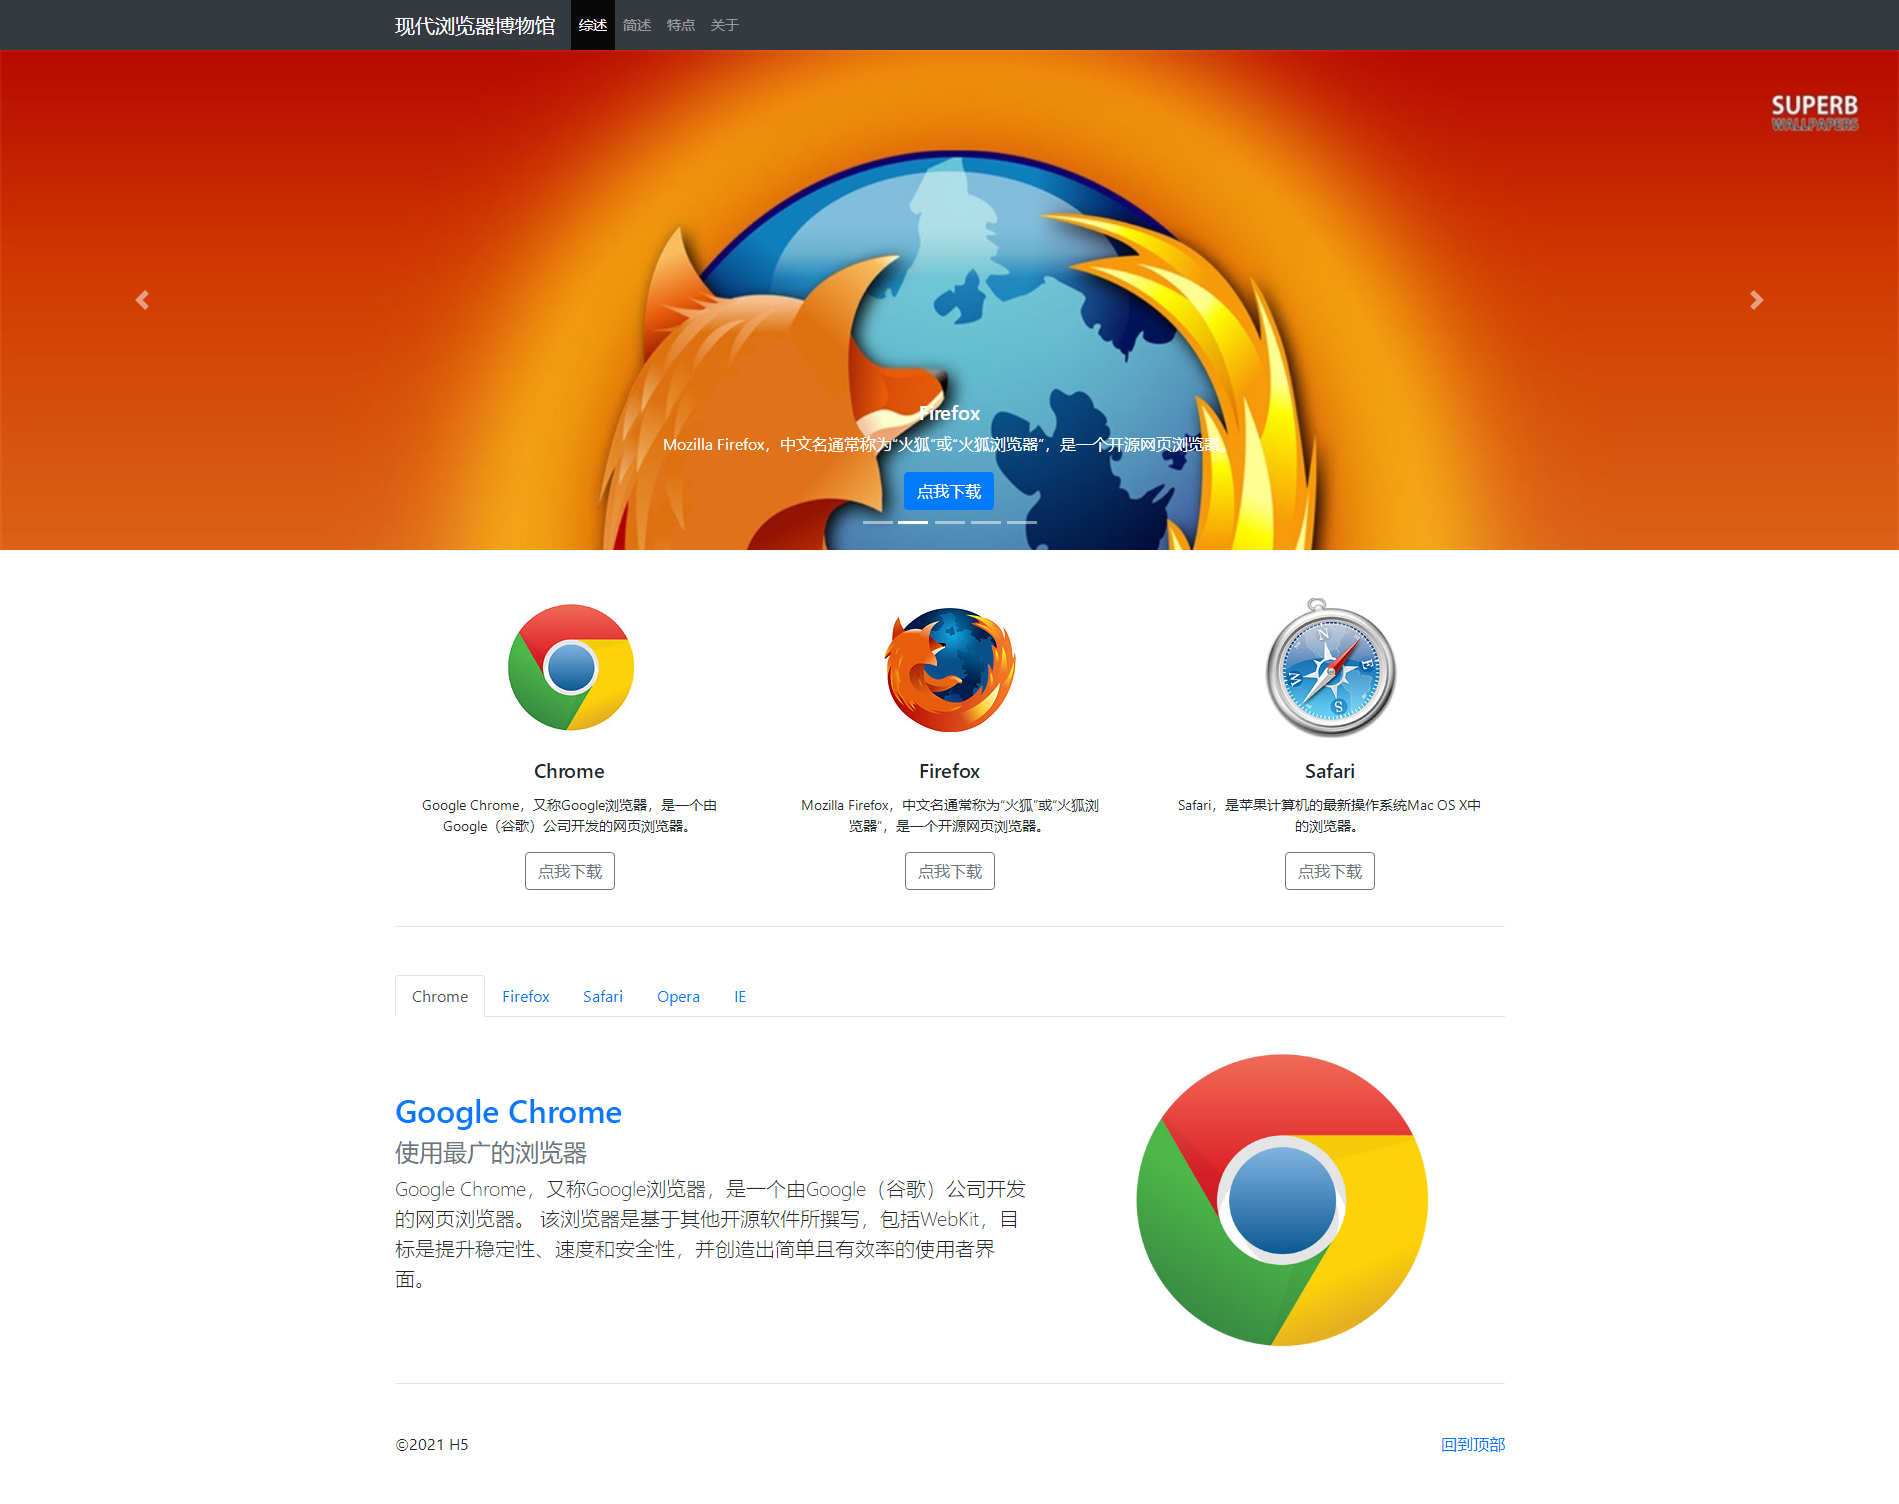 现代浏览器博物馆 综述 简述 特点 关于
SUPERB
WALLPAPERS
Firefox
Mozilla Firefox，中文名通常称为“火狐”或“火狐浏览器”，是一个开源网页浏览器。
点我下载
N
E
S
W
Chrome
Google Chrome，又称Google浏览器，是一个由
Google（谷歌）公司开发的网页浏览器。
点我下载
Firefox
Mozilla Firefox，中文名通常称为“火狐”或“火狐浏
览器”，是一个开源网页浏览器。
点我下载
Safari
Safari，是苹果计算机的最新操作系统Mac OS X中
的浏览器。
点我下载
Chrome Firefox Safari Opera IE
Google Chrome
使用最广的浏览器
Google Chrome，又称Google浏览器，是一个由Google（谷歌）公司开发
的网页浏览器。 该浏览器是基于其他开源软件所撰写，包括WebKit，目
标是提升稳定性、速度和安全性，并创造出简单且有效率的使用者界
面。
©2021 H5
回到顶部